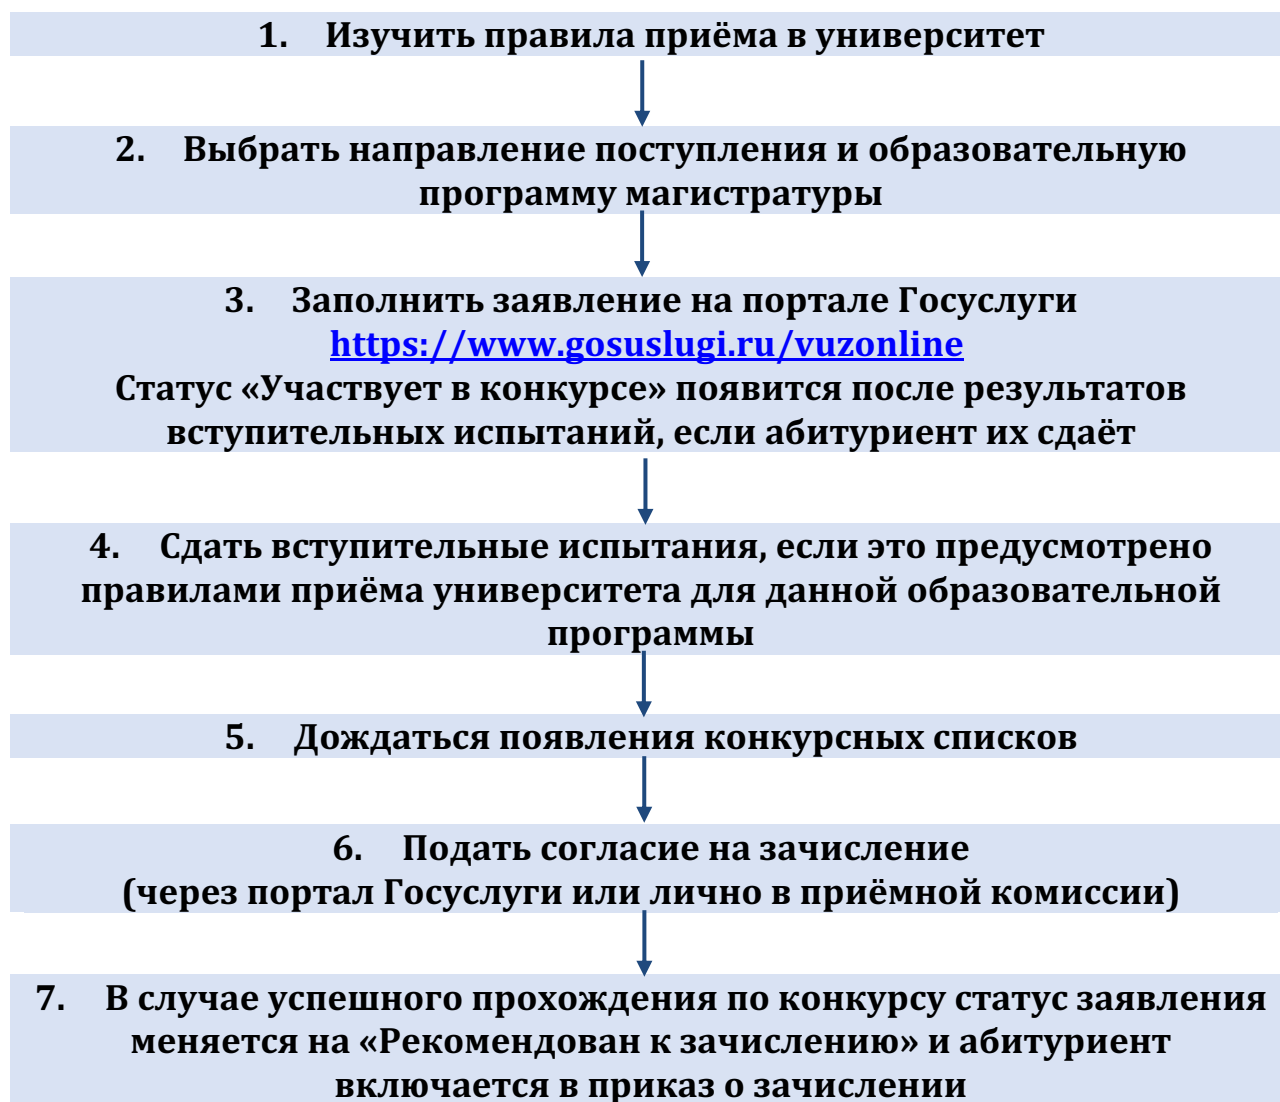 1. Изучить правила приёма в университет
2. Выбрать направление поступления и образовательную
программу магистратуры
3. Заполнить заявление на портале Госуслуги
https://www.gosuslugi.ru/vuzonline
Статус «Участвует в конкурсе» появится после результатов
вступительных испытаний, если абитуриент их сдаёт
4. Сдать вступительные испытания, если это предусмотрено
правилами приёма университета для данной образовательной
программы
5. Дождаться появления конкурсных списков
6. Подать согласие на зачисление
(через портал Госуслуги или лично в приёмной комиссии)
7. В случае успешного прохождения по конкурсу статус заявления
меняется на «Рекомендован к зачислению» и абитуриент
включается в приказ о зачислении